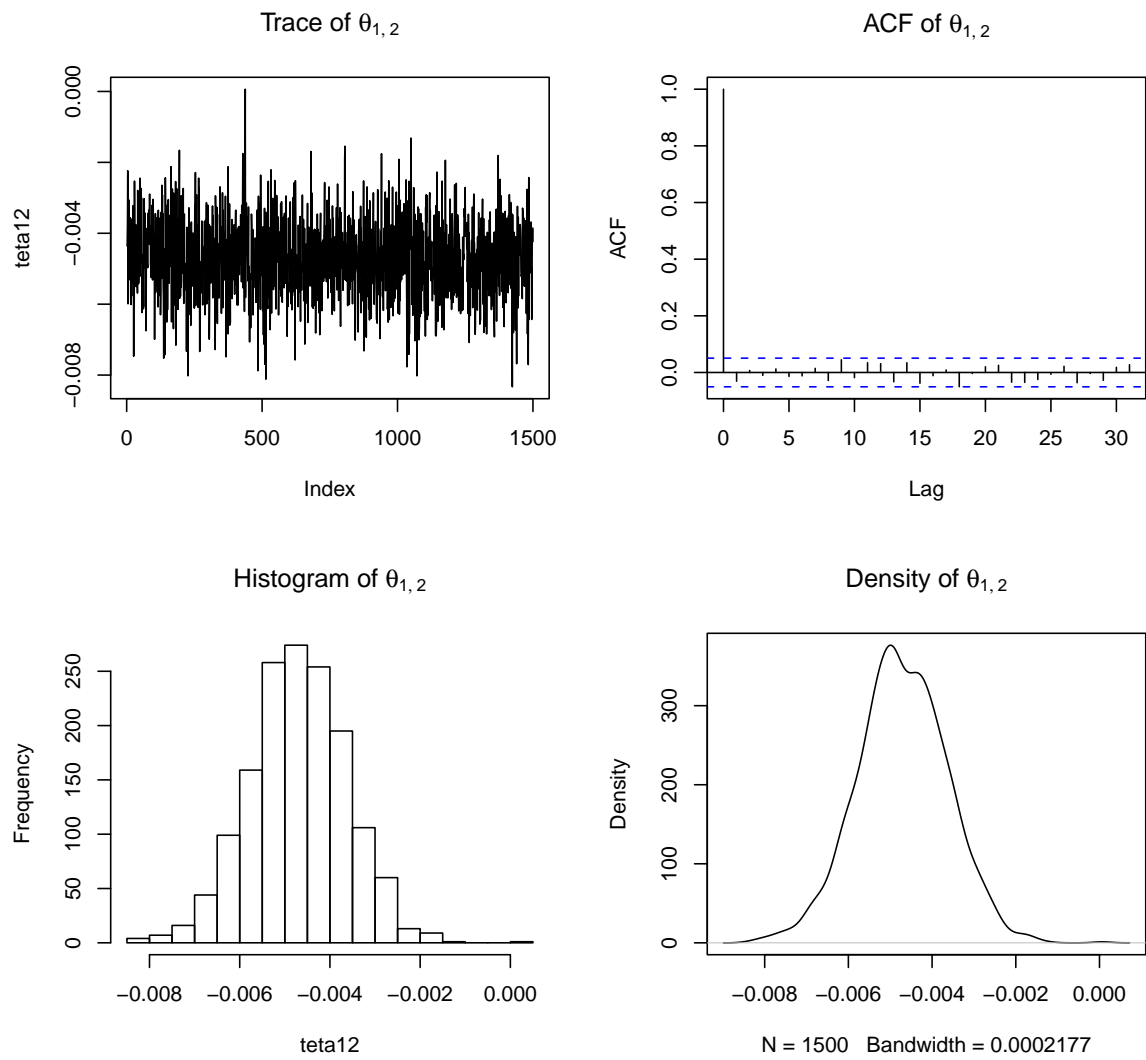 Trace of θ1, 2
0.000
−0.004
−0.008
teta12
0 500 1000 1500
Index
ACF of θ1, 2
1.0
0.8
0.6
0.4
0.2
0.0
ACF
0 5 10 15 20 25 30
Lag
Histogram of θ1, 2
250
200
150
100
50
0
Frequency
−0.008 −0.006 −0.004 −0.002 0.000
teta12
Density of θ1, 2
300
200
100
0
Density
−0.008 −0.006 −0.004 −0.002 0.000
N = 1500 Bandwidth = 0.0002177